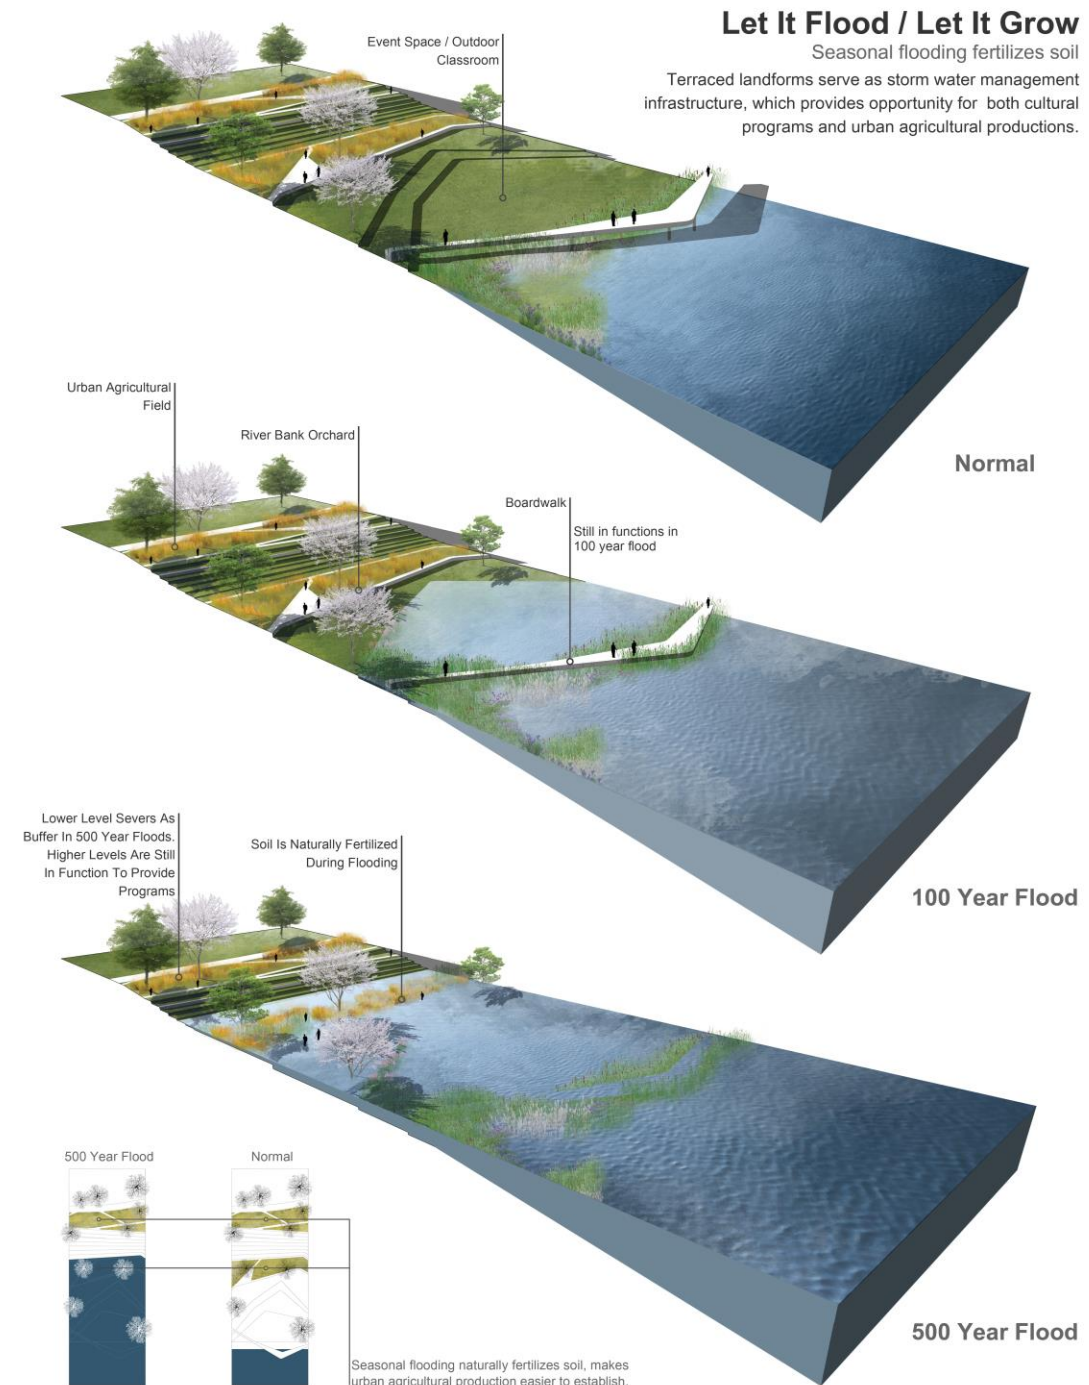 Let It Flood / Let It Grow
Seasonal flooding fertilizes soil
Terraced landforms serve as storm water management
infrastructure, which provides opportunity for both cultural
programs and urban agricultural productions.
Event Space / Outdoor
Classroom
Normal
Urban Agricultural
Field
River Bank Orchard
Boardwalk
Still in functions in
100 year flood
100 Year Flood
Lower Level Severs As
Buffer In 500 Year Floods.
Higher Levels Are Still
In Function To Provide
Programs
Soil Is Naturally Fertilized
During Flooding
500 Year Flood
500 Year Flood
Normal
Seasonal flooding naturally fertilizes soil, makes
urban agricultural production easier to establish.